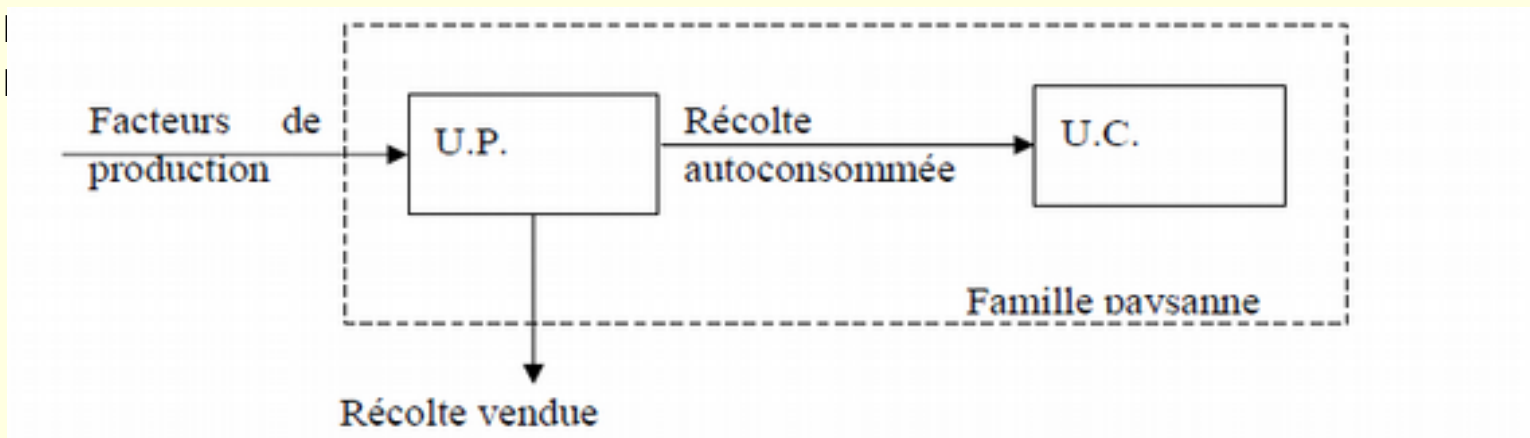 Facteurs de
production
U.P.
Récolte
autoconsommée
U.C.
Famille paysanne
Récolte vendue